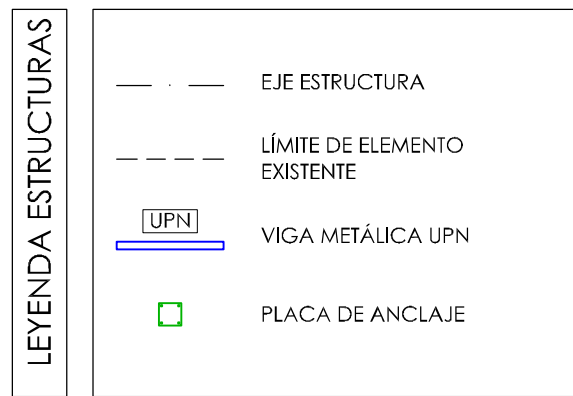 LEYENDA ESTRUCTURAS
EJE ESTRUCTURA
LÍMITE DE ELEMENTO
EXISTENTE
UPN
VIGA METÁLICA UPN
PLACA DE ANCLAJE